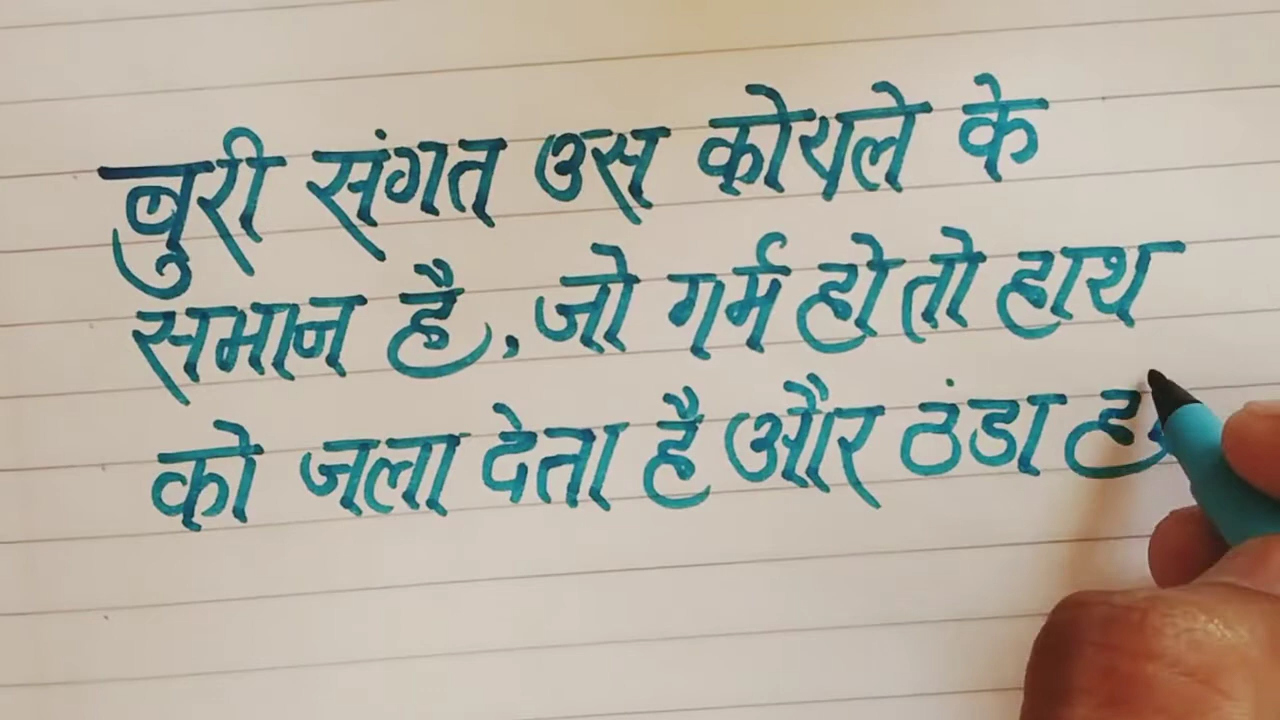 बुरी संगत उस कोयले के
समान है, जो गर्म हो तो हाथ
को जला देता है और ठंडा ह